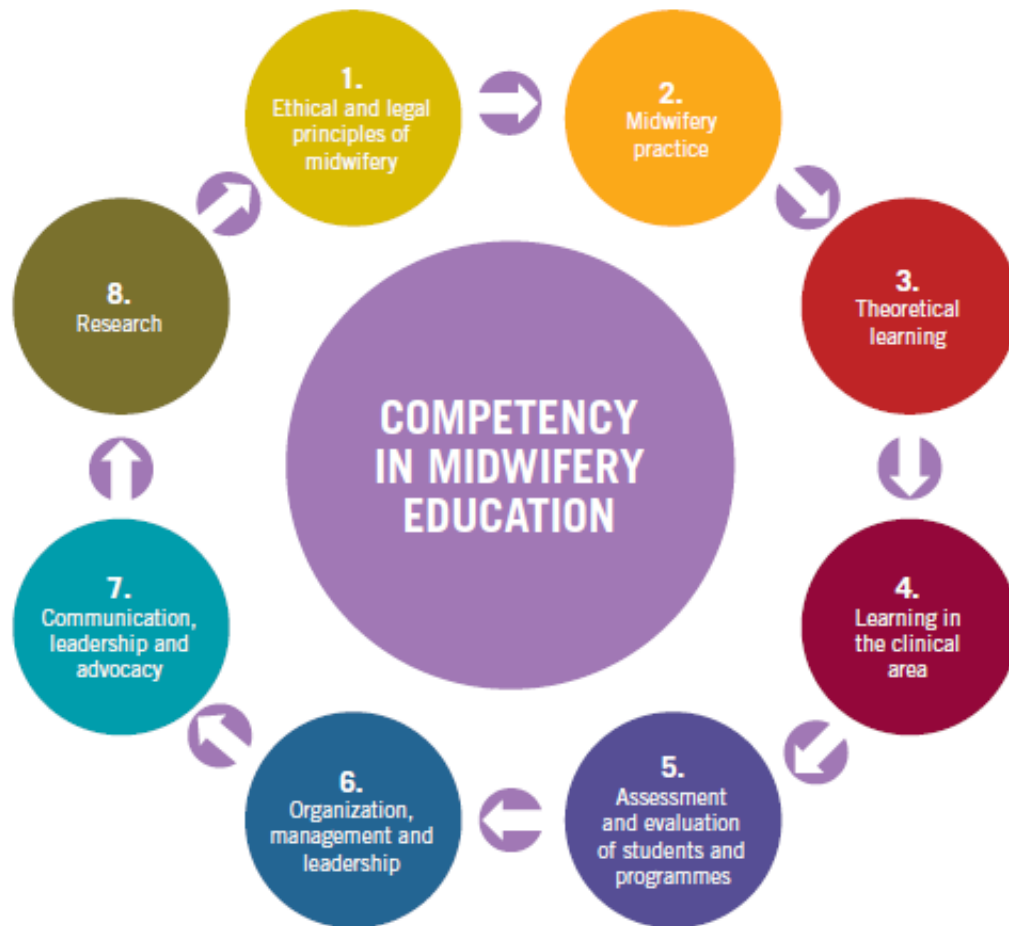 1.
Ethical and legal
principles of
midwifery
2.
Midwifery
practice
3.
Theoretical
learning
4.
Learning in
the clinical
area
5.
Assessment
and evaluation
of students and
programmes
6.
Organization,
management and
leadership
7.
Communication,
leadership and
advocacy
8.
Research
COMPETENCY
IN MIDWIFERY
EDUCATION